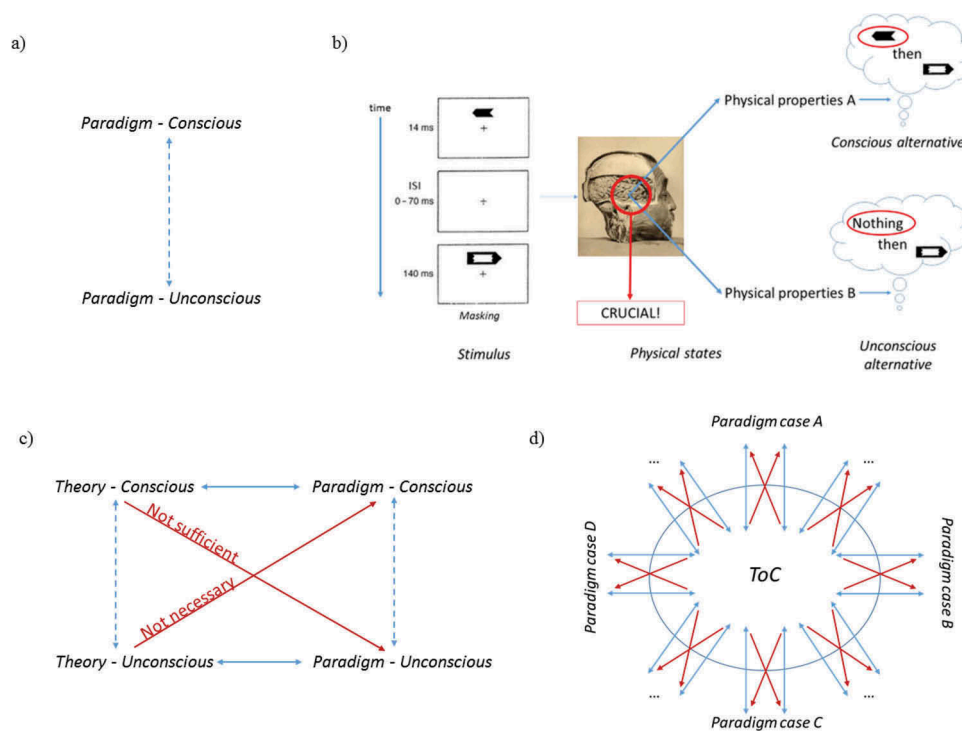 a)
Paradigm - Conscious
Paradigm - Unconscious
b)
time
14 ms
ISI
0 – 70 ms
140 ms
Masking
Stimulus
CRUCIAL!
Physical states
Physical properties A
Physical properties B
then
Conscious alternative
Nothing
then
Unconscious
alternative
c)
Theory - Conscious
Paradigm - Conscious
Not sufficient
Not necessary
Theory - Unconscious
Paradigm - Unconscious
d)
Paradigm case A
...
...
Paradigm case D
ToC
Paradigm case B
...
...
Paradigm case C